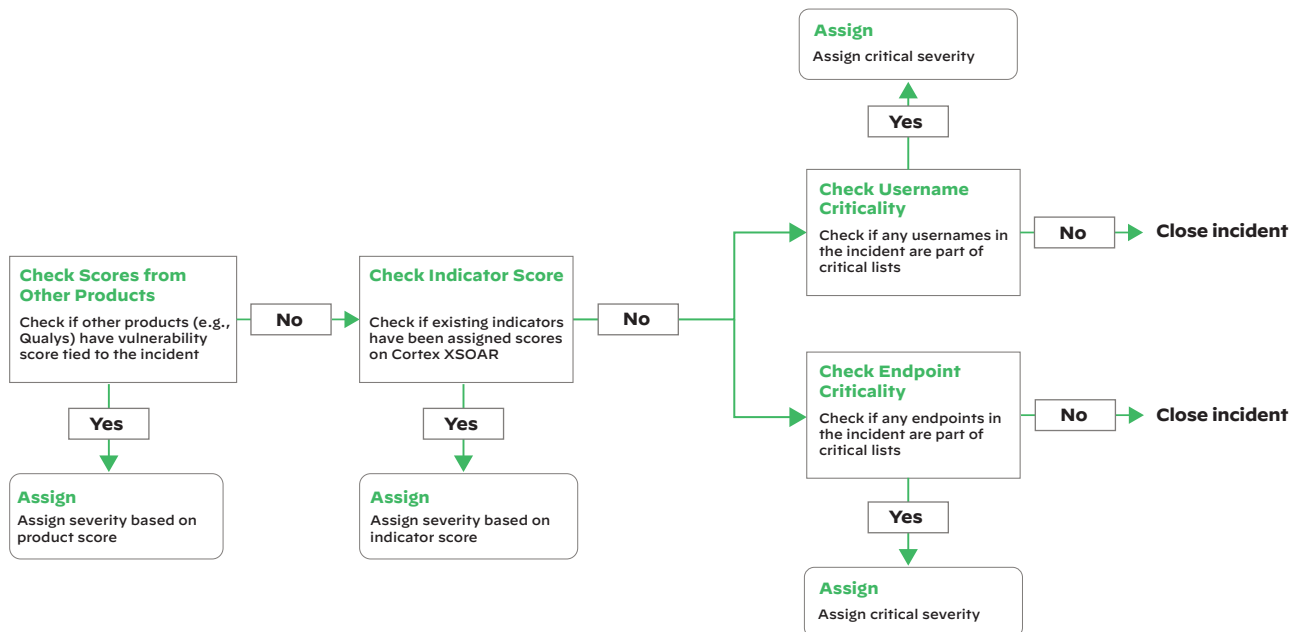 Assign
Assign critical severity
Yes
Check Username
Criticality
Check if any usernames in
the incident are part of
critical lists
No
Close incident
Check Scores from
Other Products
Check if other products (e.g.,
Qualys) have vulnerability
score tied to the incident
No
Check Indicator Score
Check if existing indicators
have been assigned scores
on Cortex XSOAR
No
Yes
Assign
Assign severity based on
product score
Yes
Assign
Assign severity based on
indicator score
Check Endpoint
Criticality
Check if any endpoints in
the incident are part of
critical lists
No
Close incident
Yes
Assign
Assign critical severity